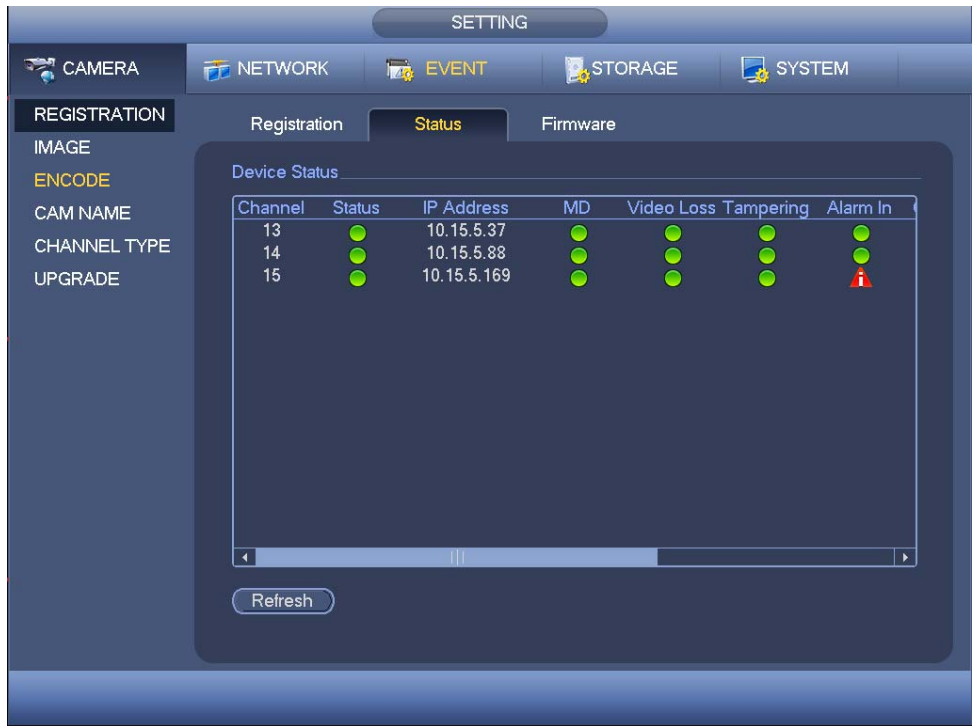 SETTING
CAMERA NETWORK EVENT STORAGE SYSTEM
REGISTRATION
IMAGE
ENCODE
CAM NAME
CHANNEL TYPE
UPGRADE
Registration Status Firmware
Device Status
Channel Status IP Address MD Video Loss Tampering Alarm In
13 10.15.5.37
14 10.15.5.88
15 10.15.5.169
Refresh